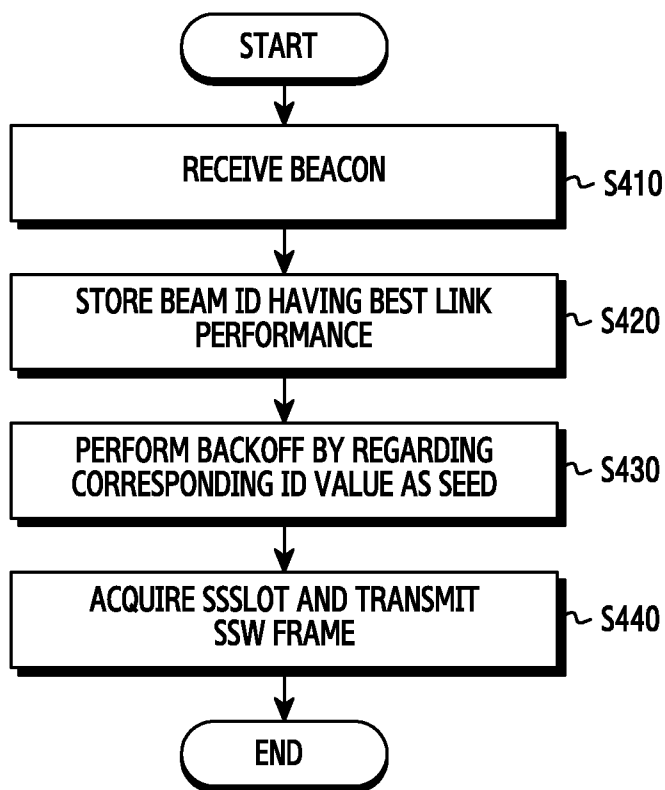 START
RECEIVE BEACON
S410
STORE BEAM ID HAVING BEST LINK
PERFORMANCE
S420
PERFORM BACKOFF BY REGARDING
CORRESPONDING ID VALUE AS SEED
S430
ACQUIRE SSSLOT AND TRANSMIT
SSW FRAME
S440
END